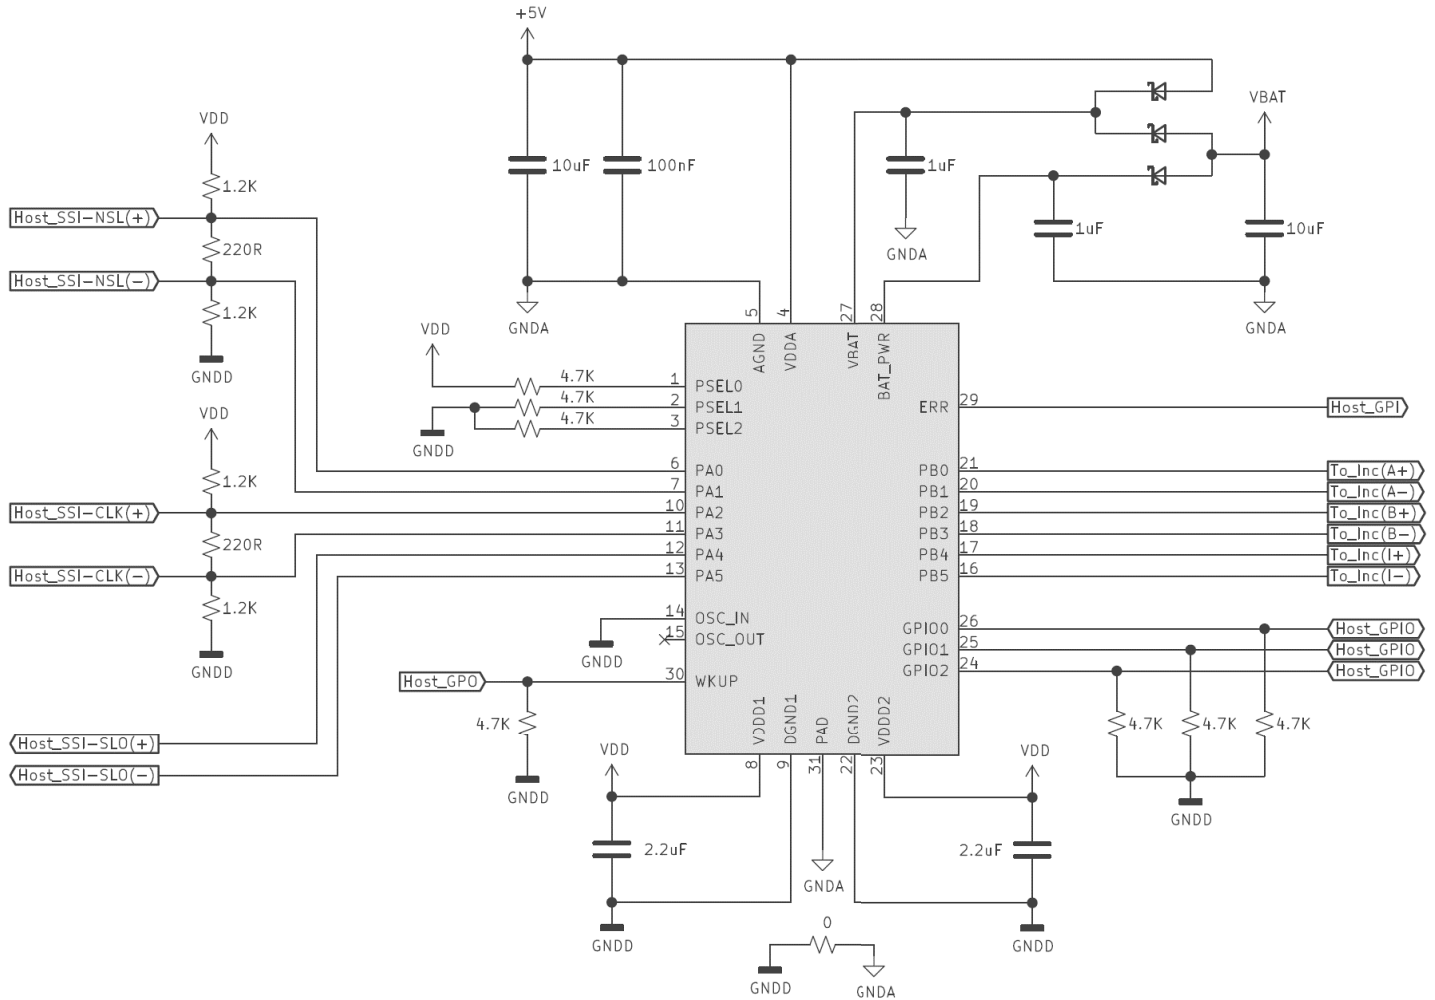 +5V
VDD
VBAT
10uF
100nF
1uF
1.2K
Host_SSI-NSL(+)
220R
1uF
10uF
GNDA
Host_SSI-NSL(-)
1.2K
GNDA
GNDA
VDD
GNDD
5
4
27
28
AGND
VDDA
VBAT
BAT_PWR
4.7K
1
PSEL0
4.7K
2
PSEL1
ERR
29
Host_GPI
4.7K
3
PSEL2
GNDD
VDD
6
PA0
PB0
21
To_Inc(A+)
1.2K
7
PA1
PB1
20
To_Inc(A-)
Host_SSI-CLK(+)
10
PA2
PB2
19
To_Inc(B+)
220R
11
PA3
PB3
18
To_Inc(B-)
12
PA4
PB4
17
To_Inc(I+)
Host_SSI-CLK(-)
13
PA5
PB5
16
To_Inc(I-)
1.2K
14
OSC_IN
15
OSC_OUT
GPIO0
26
Host_GPIO
GNDD
GPIO1
25
Host_GPIO
GNDD
GPIO2
24
Host_GPIO
Host_GPO
30
WKUP
4.7K
VDDD1
DGND1
PAD
DGND2
VDDD2
4.7K
4.7K
4.7K
Host_SSI-SLO(+)
VDD
8
9
31
22
23
VDD
Host_SSI-SLO(-)
GNDD
GNDD
2.2uF
2.2uF
GNDA
GNDD
0
GNDD
GNDD
GNDA